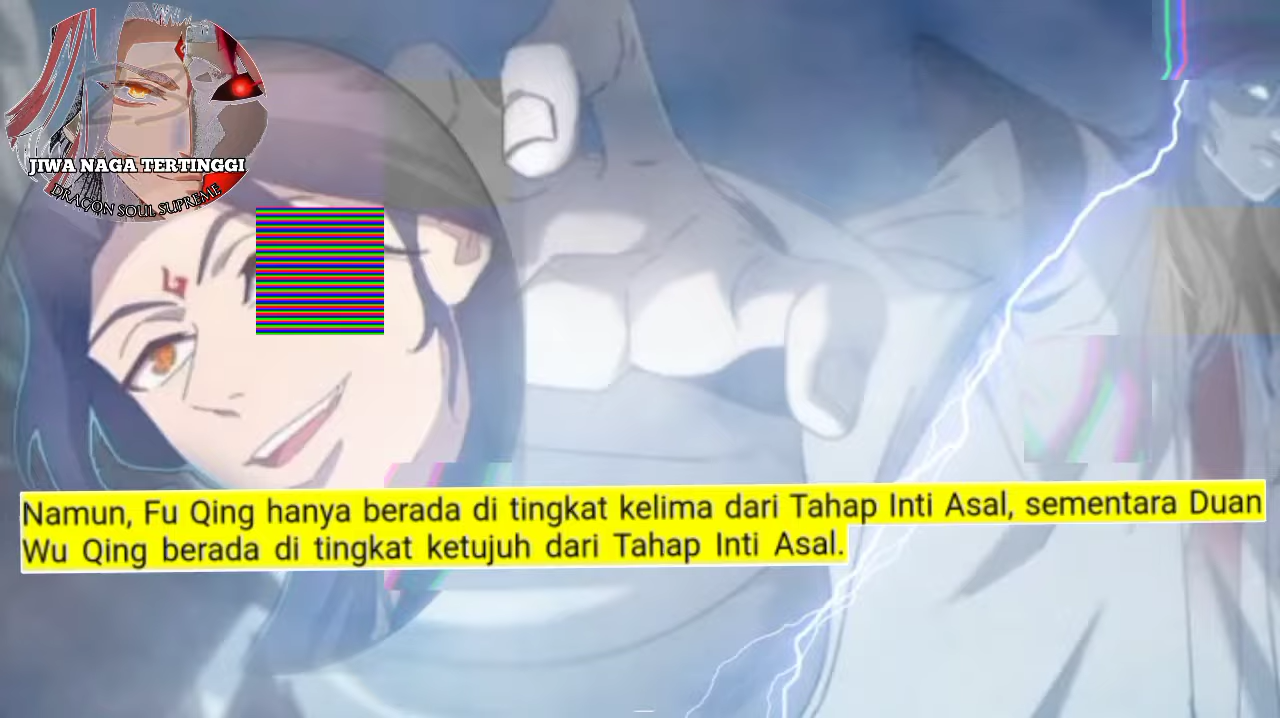 JIWA NAGA TERTINGGI
DRAGON SOUL SUPREME
Namun, Fu Qing hanya berada di tingkat kelima dari Tahap Inti Asal, sementara Duan
Wu Qing berada di tingkat ketujuh dari Tahap Inti Asal.